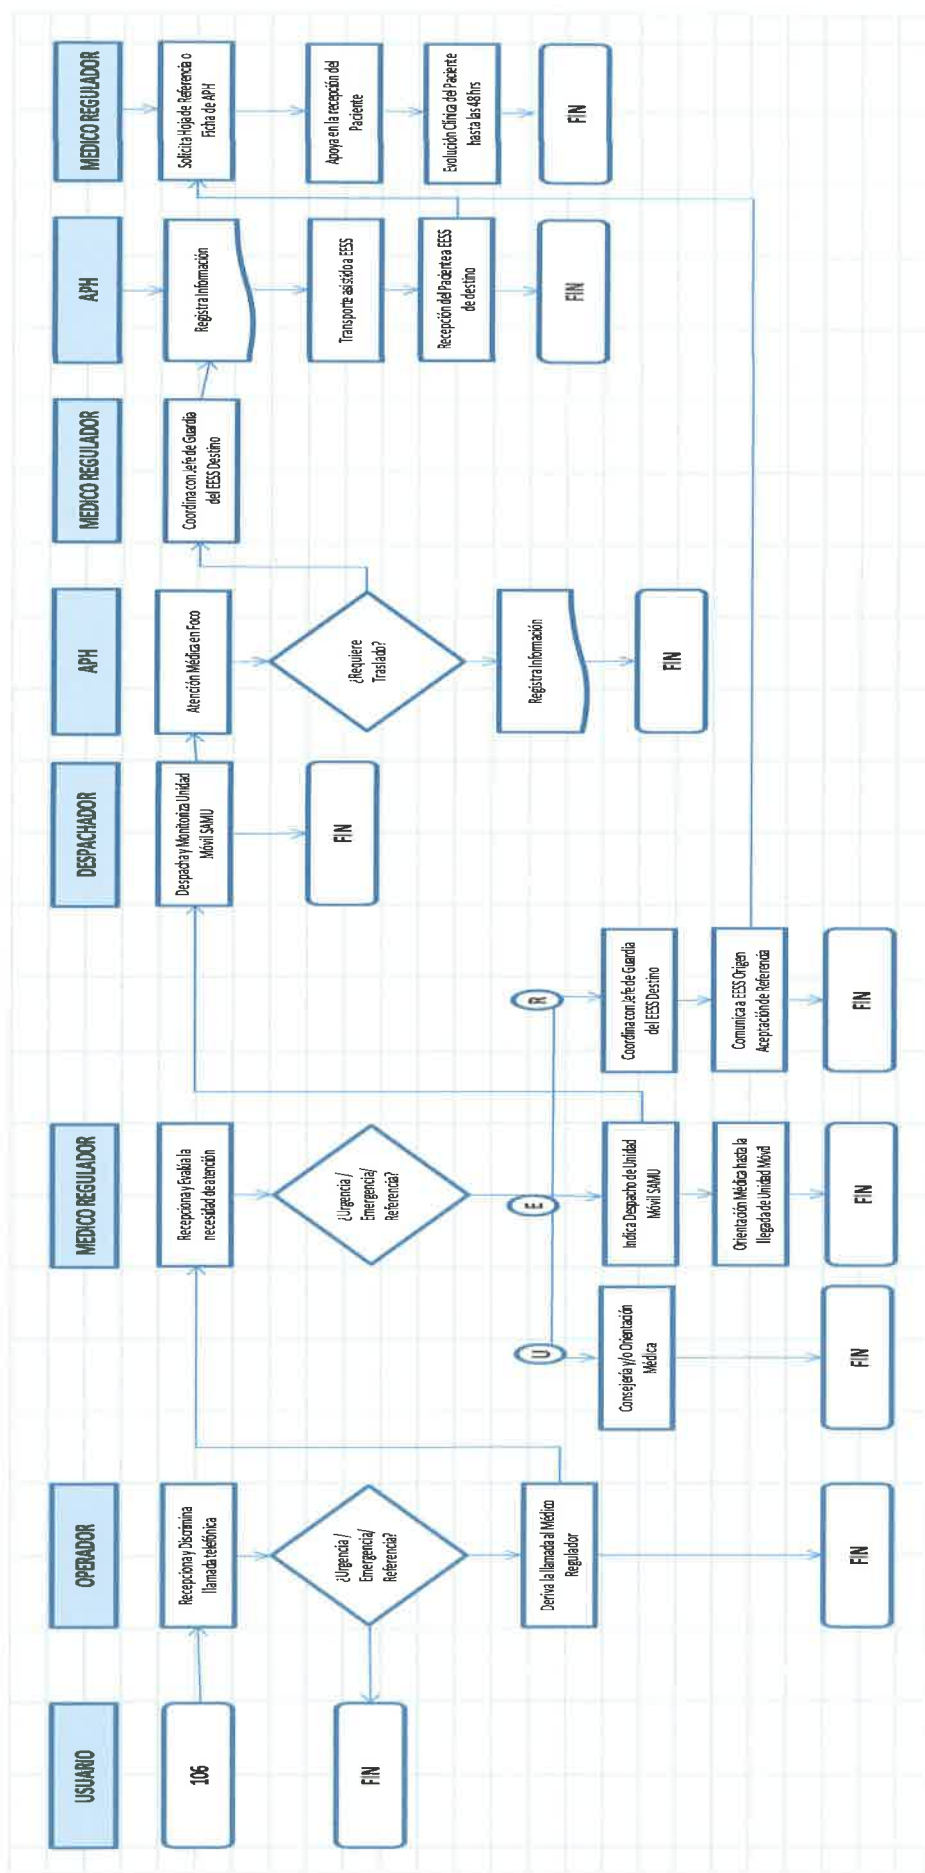 USUARIO
106
FIN
OPERADOR
Recepciona y Discrimina
llamada telefónica
¿Urgencia /
Emergencia/
Referencia?
Deriva la llamada al Médico
Regulador
FIN
MEDICO REGULADOR
Recepciona y Evalúa la
necesidad de atención
¿Urgencia /
Emergencia/
Referencia?
U
E
R
Consejería y/o Orientación
Médica
FIN
Indica Despacho de Unidad
Móvil SAMU
Orientación Médica hasta la
llegada de Unidad Móvil
FIN
Coordina con Jefe de Guardia
del EESS Destino
Comunica a EESS Origen
Aceptación de Referencia
FIN
DESPACHADOR
Despacha y Monitoriza Unidad
Móvil SAMU
FIN
APH
Atención Médica en Foco
¿Requiere
Traslado?
Registra Información
FIN
MEDICO REGULADOR
Coordina con Jefe de Guardia
del EESS Destino
APH
Registra Información
Transporte asistido a EESS
Recepción del Paciente a EESS
de destino
FIN
MEDICO REGULADOR
Solicita Hoja de Referencia o
Ficha de APH
Apoya en la recepción del
Paciente
Evolución Clínica del Paciente
hasta las 48 hrs
FIN